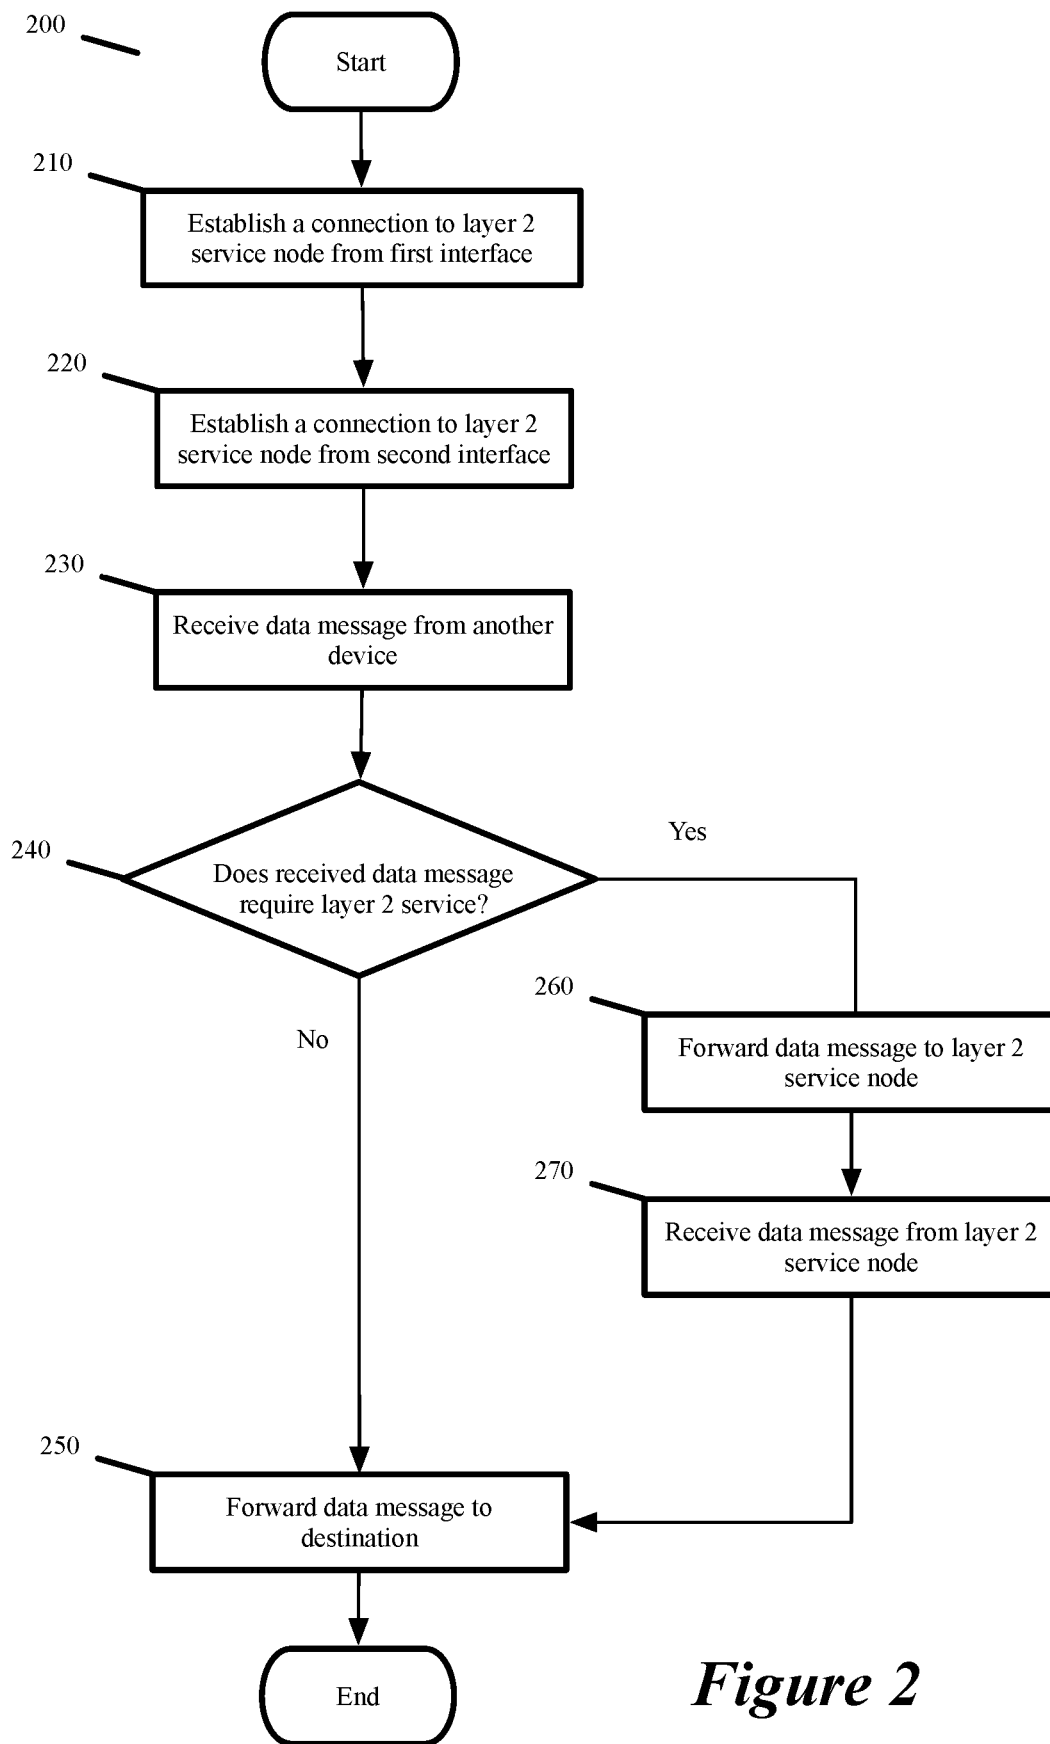 200
Start
210
Establish a connection to layer 2
service node from first interface
220
Establish a connection to layer 2
service node from second interface
230
Receive data message from another
device
240
Does received data message
require layer 2 service?
Yes
No
260
Forward data message to layer 2
service node
270
Receive data message from layer 2
service node
250
Forward data message to
destination
End
Figure 2